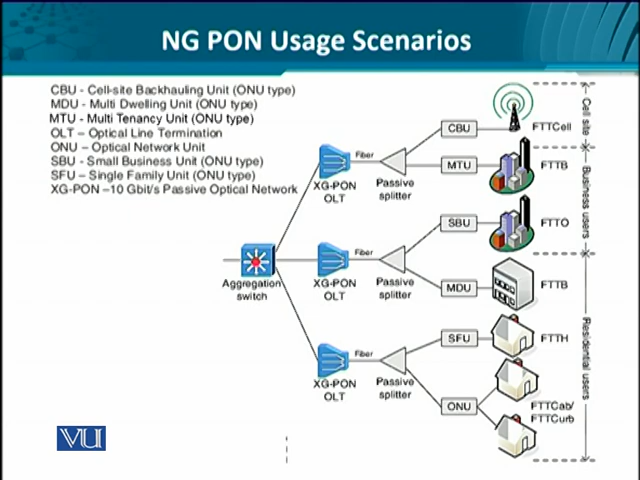 NG PON Usage Scenarios
CBU - Cell-site Backhauling Unit (ONU type)
MDU - Multi Dwelling Unit (ONU type)
MTU - Multi Tenancy Unit (ONU type)
OLT – Optical Line Termination
ONU – Optical Network Unit
SBU - Small Business Unit (ONU type)
SFU – Single Family Unit (ONU type)
XG-PON –10 Gbit/s Passive Optical Network
CBU
FTTCell
Cell site
Fiber
MTU
FTTB
XG-PON
OLT
Passive
splitter
Business users
SBU
FTTO
Aggregation
switch
Fiber
XG-PON
OLT
Passive
splitter
MDU
FTTB
SFU
FTTH
Residential users
Fiber
XG-PON
OLT
Passive
splitter
ONU
FTTCab/
FTTCurb
VU